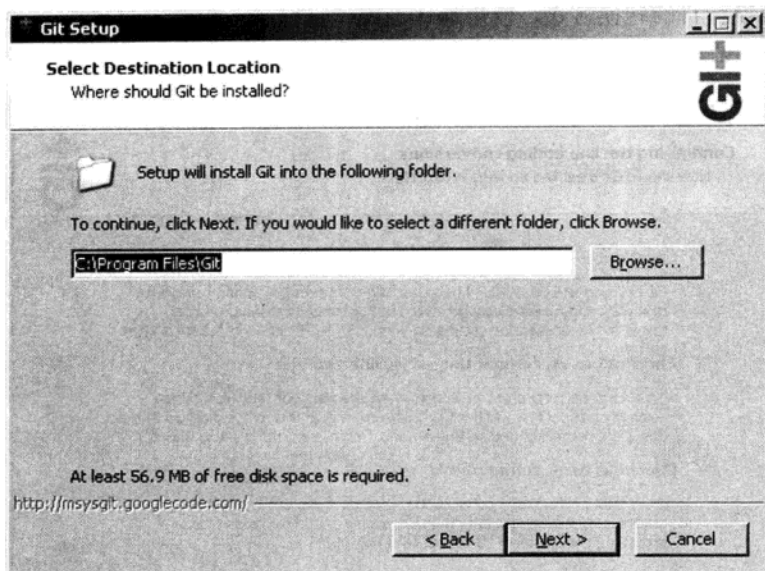 Git Setup
Select Destination Location
Where should Git be installed?
Git
Setup will install Git into the following folder.
To continue, click Next. If you would like to select a different folder, click Browse.
C:\Program Files\Git
Browse...
At least 56.9 MB of free disk space is required.
http://msysgit.googlecode.com/
< Back
Next >
Cancel